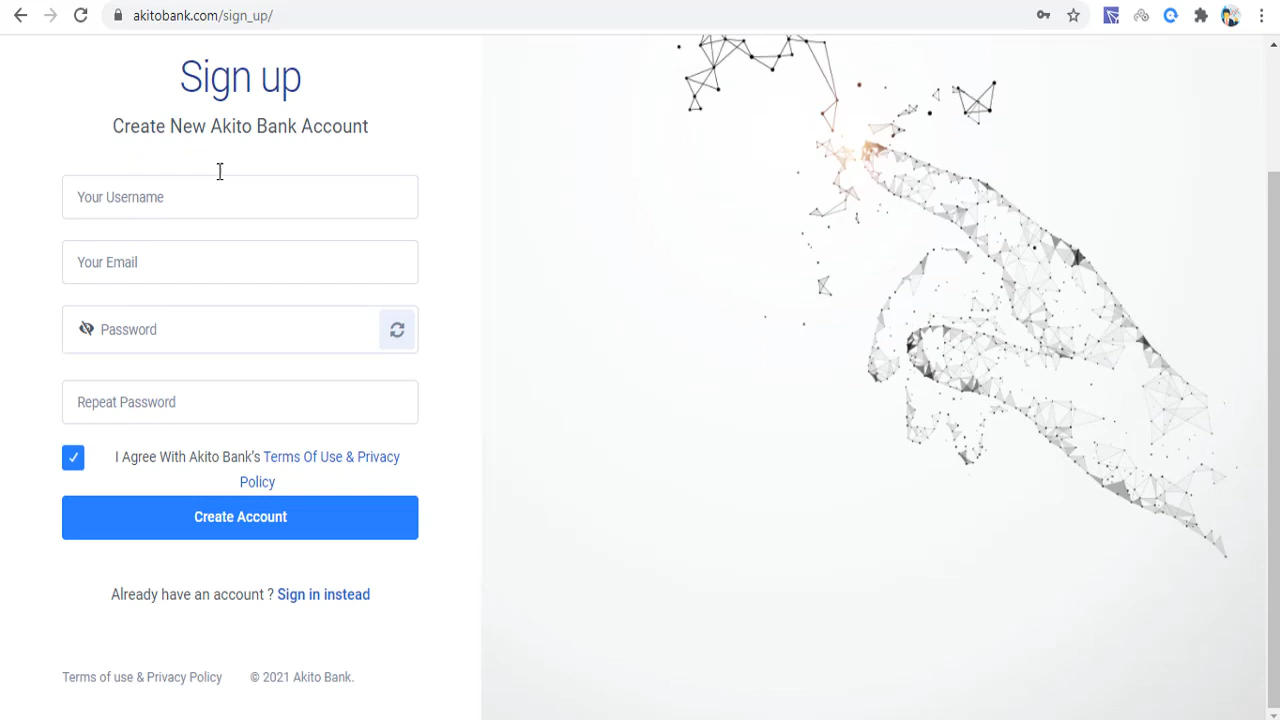 akitobank.com/sign_up/
Sign up
Create New Akito Bank Account
Your Username
Your Email
Password
Repeat Password
I Agree With Akito Bank's Terms Of Use & Privacy
Policy
Create Account
Already have an account ? Sign in instead
Terms of use & Privacy Policy © 2021 Akito Bank.